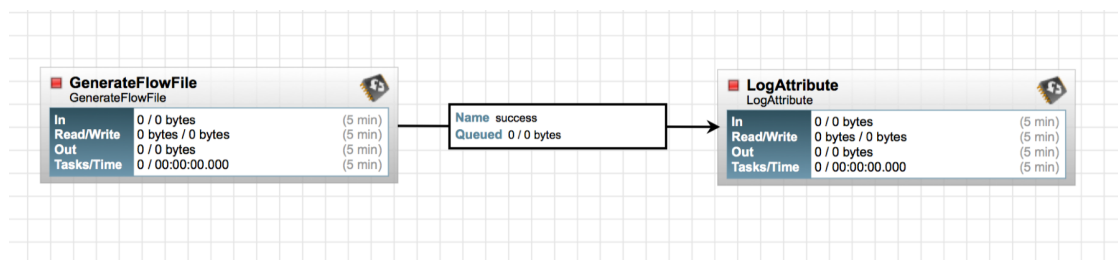 GenerateFlowFile
GenerateFlowFile
In 0 / 0 bytes (5 min)
Read/Write 0 bytes / 0 bytes (5 min)
Out 0 / 0 bytes (5 min)
Tasks/Time 0 / 00:00:00.000 (5 min)
Name success
Queued 0 / 0 bytes
LogAttribute
LogAttribute
In 0 / 0 bytes (5 min)
Read/Write 0 bytes / 0 bytes (5 min)
Out 0 / 0 bytes (5 min)
Tasks/Time 0 / 00:00:00.000 (5 min)